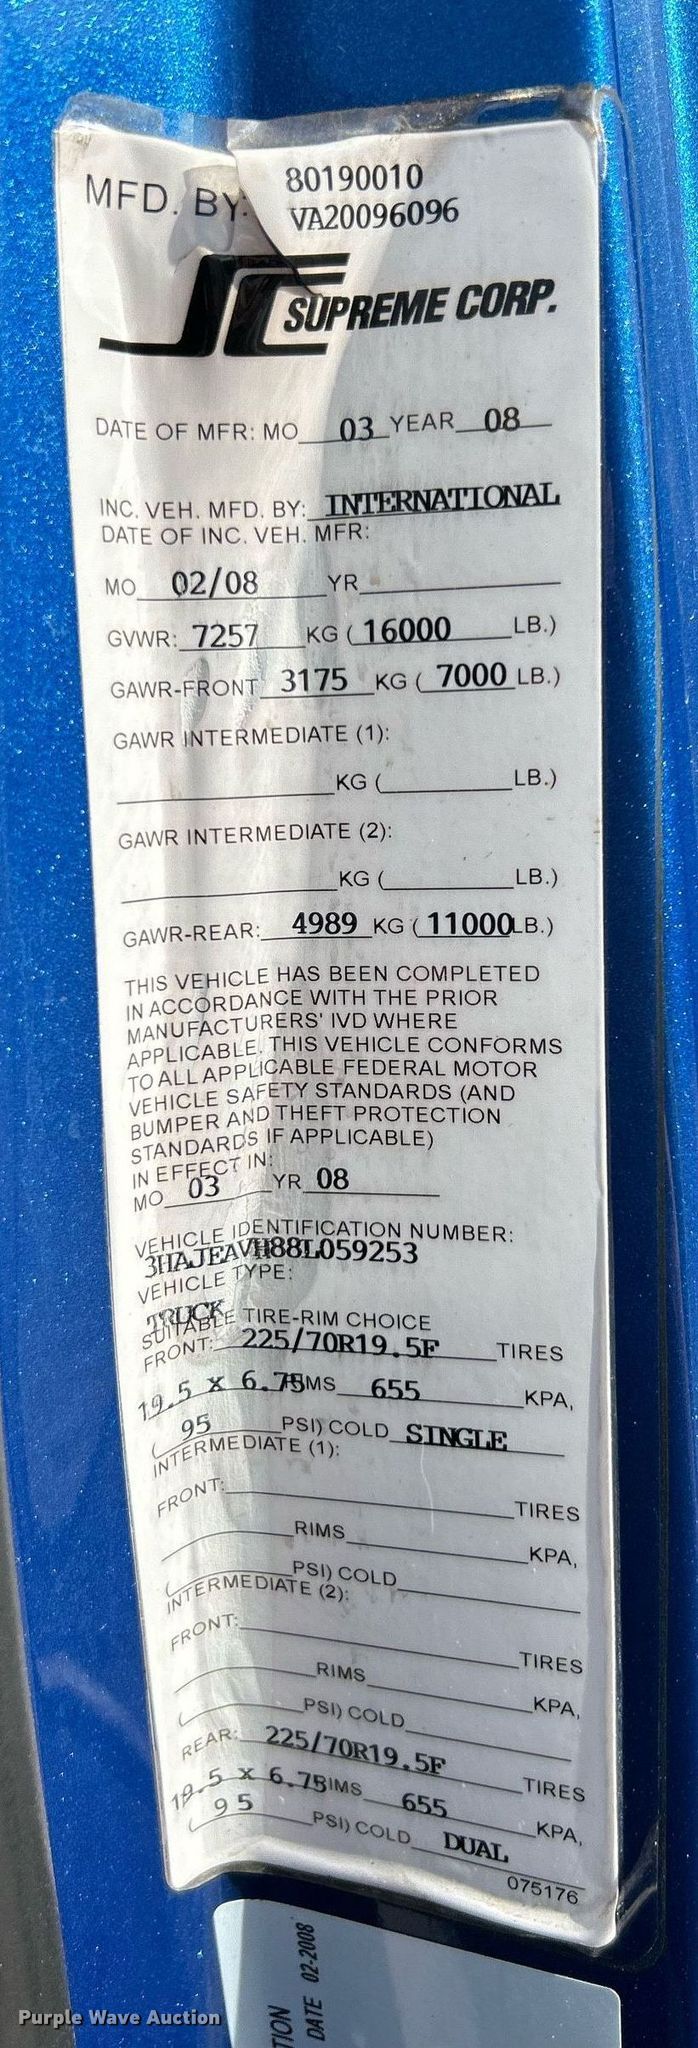 MFD. BY: 80190010
VA20096096
SUPREME CORP.
DATE OF MFR: MO 03 YEAR 08
INC. VEH. MFD. BY: INTERNATIONAL
DATE OF INC. VEH. MFR:
MO 02/08 YR
GVWR: 7257 KG ( 16000 LB.)
GAWR-FRONT 3175 KG ( 7000 LB.)
GAWR INTERMEDIATE (1):
KG ( LB.)
GAWR INTERMEDIATE (2):
KG ( LB.)
GAWR-REAR: 4989 KG ( 11000 LB.)
THIS VEHICLE HAS BEEN COMPLETED
IN ACCORDANCE WITH THE PRIOR
MANUFACTURERS' IVD WHERE
APPLICABLE. THIS VEHICLE CONFORMS
TO ALL APPLICABLE FEDERAL MOTOR
VEHICLE SAFETY STANDARDS (AND
BUMPER AND THEFT PROTECTION
STANDARDS IF APPLICABLE)
IN EFFECT IN:
MO 03 YR 08
VEHICLE IDENTIFICATION NUMBER:
3HAJEAVH88L059253
VEHICLE TYPE:
TRUCK
SUITABLE TIRE-RIM CHOICE
FRONT: 225/70R19.5F TIRES
19.5 X 6.75 RIMS 655 KPA,
( 95 PSI) COLD SINGLE
INTERMEDIATE (1):
FRONT: TIRES
RIMS KPA,
( PSI) COLD
INTERMEDIATE (2):
FRONT: TIRES
RIMS KPA,
( PSI) COLD
REAR: 225/70R19.5F TIRES
19.5 X 6.75 RIMS 655 KPA,
( 95 PSI) COLD DUAL
075176
TION
DATE 02-2008
Purple Wave Auction